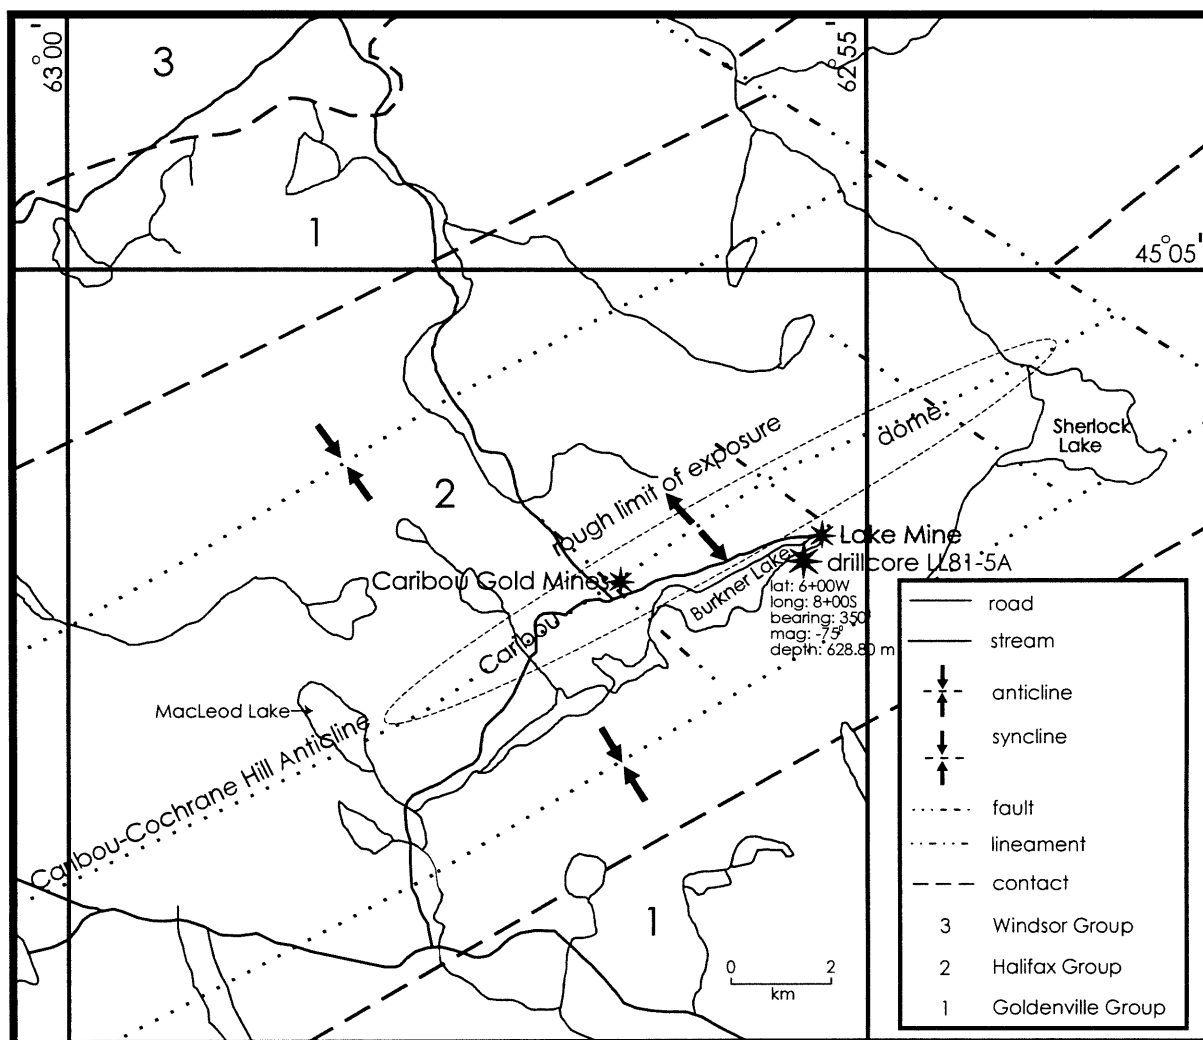 63°00'
3
62°55'
1
45°05'
Sherlock
Lake
dome
rough limit of exposure
2
Lake Mine
drillcore LL81-5A
Caribou Gold Mines
Burkner Lake
lat: 6+00W
long: 8+00S
bearing: 350°
mag: -75°
depth: 628.80 m
Caribou
MacLeod Lake
Caribou-Cochrane Hill Anticline
1
0 2
km
road
stream
anticline
syncline
fault
lineament
contact
3 Windsor Group
2 Halifax Group
1 Goldenville Group